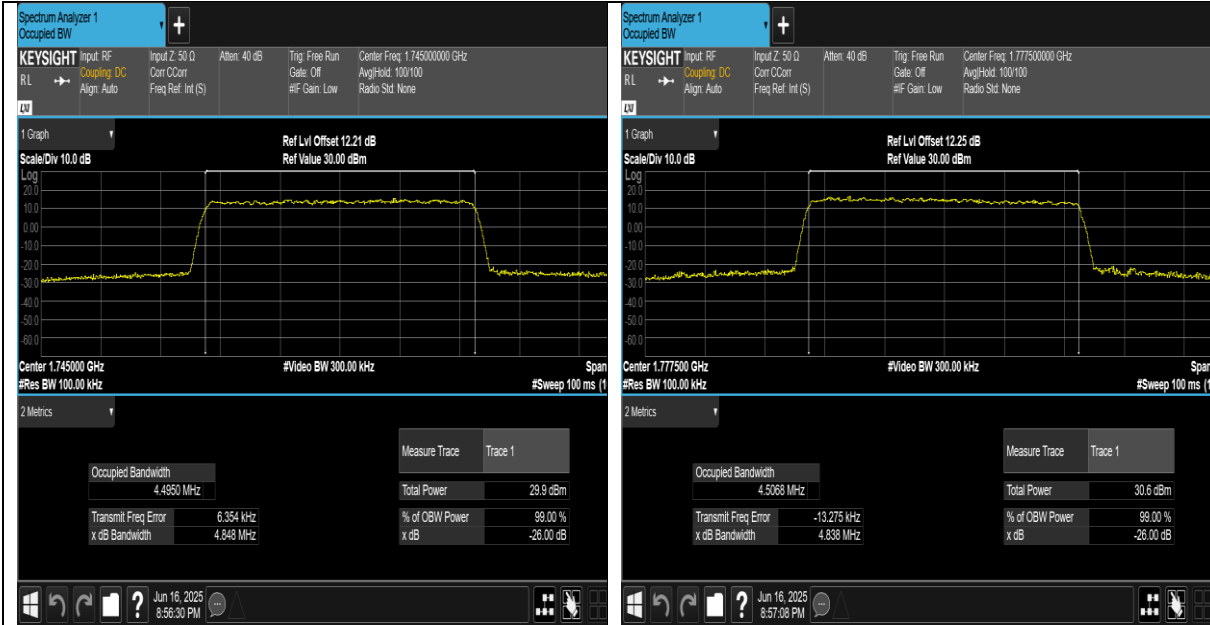 Spectrum Analyzer 1
Occupied BW
+
KEYSIGHT Input: RF Input Z: 50 Ω Atten: 40 dB Trig: Free Run Center Freq: 1.745000000 GHz
RL Coupling: DC Corr CCorr Gate: Off Avg|Hold: 100/100
Align: Auto Freq Ref: Int (S) #IF Gain: Low Radio Std: None
LXI
1 Graph
Ref Lvl Offset 12.21 dB
Scale/Div 10.0 dB Ref Value 30.00 dBm
Log
20.0
10.0
0.00
-10.0
-20.0
-30.0
-40.0
-50.0
-60.0
Center 1.745000 GHz #Video BW 300.00 kHz Span
#Res BW 100.00 kHz #Sweep 100 ms (1
2 Metrics
Measure Trace Trace 1
Occupied Bandwidth
4.4950 MHz Total Power 29.9 dBm
Transmit Freq Error 6.354 kHz % of OBW Power 99.00 %
x dB Bandwidth 4.848 MHz x dB -26.00 dB
?
Jun 16, 2025
8:56:30 PM
Spectrum Analyzer 1
Occupied BW
+
KEYSIGHT Input: RF Input Z: 50 Ω Atten: 40 dB Trig: Free Run Center Freq: 1.777500000 GHz
RL Coupling: DC Corr CCorr Gate: Off Avg|Hold: 100/100
Align: Auto Freq Ref: Int (S) #IF Gain: Low Radio Std: None
LXI
1 Graph
Ref Lvl Offset 12.25 dB
Scale/Div 10.0 dB Ref Value 30.00 dBm
Log
20.0
10.0
0.00
-10.0
-20.0
-30.0
-40.0
-50.0
-60.0
Center 1.777500 GHz #Video BW 300.00 kHz Span
#Res BW 100.00 kHz #Sweep 100 ms (1
2 Metrics
Measure Trace Trace 1
Occupied Bandwidth
4.5068 MHz Total Power 30.6 dBm
Transmit Freq Error -13.275 kHz % of OBW Power 99.00 %
x dB Bandwidth 4.838 MHz x dB -26.00 dB
?
Jun 16, 2025
8:57:08 PM